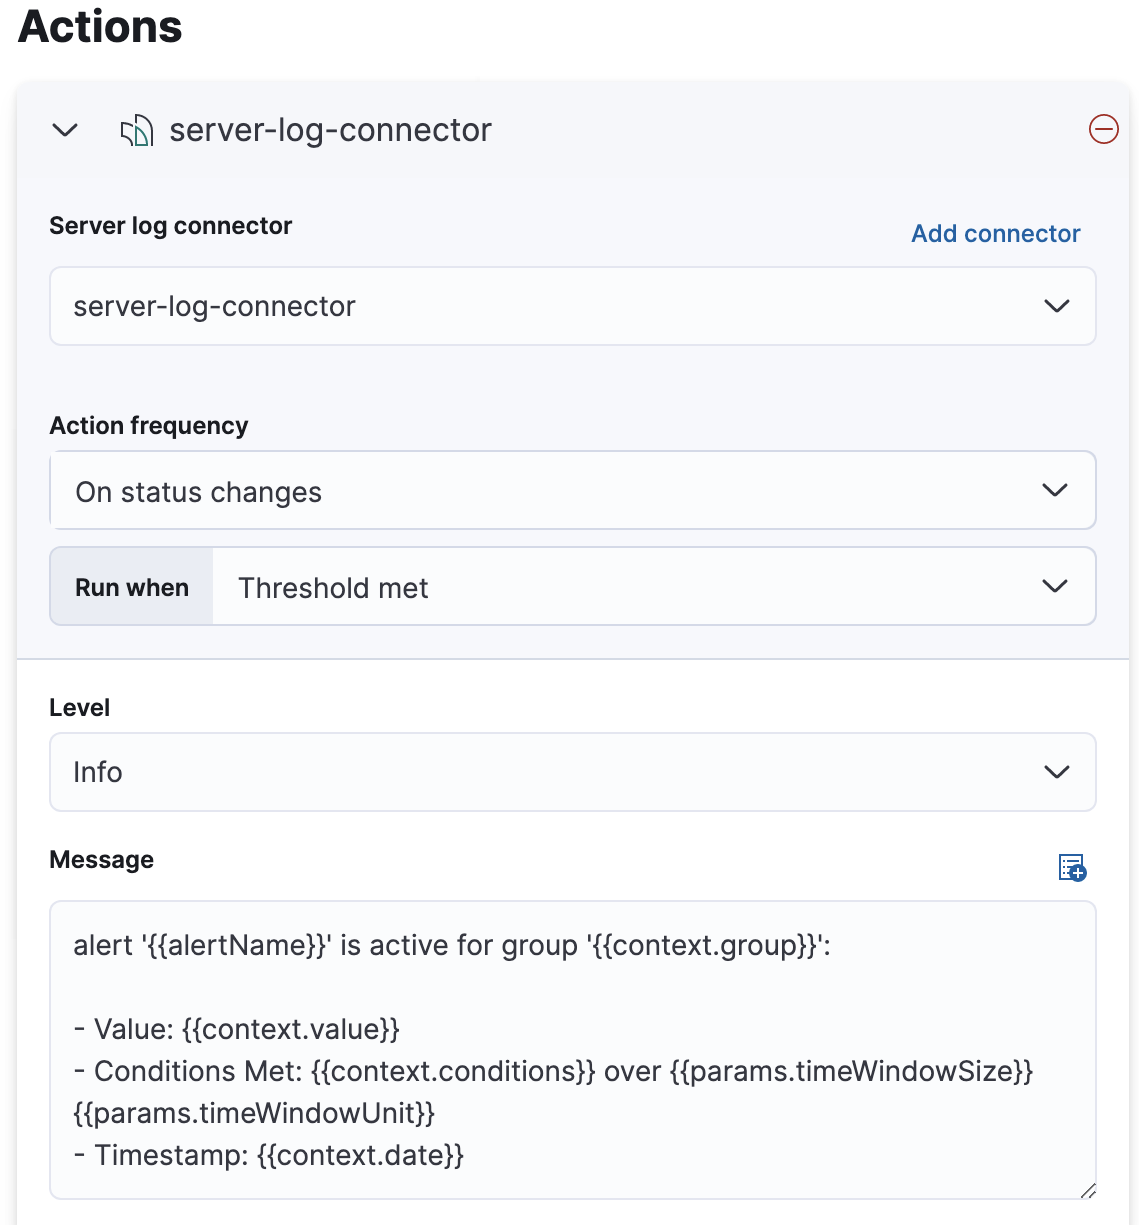 Actions
server-log-connector
Server log connector
Add connector
server-log-connector
Action frequency
On status changes
Run when
Threshold met
Level
Info
Message
alert '{{alertName}}' is active for group '{{context.group}}':
- Value: {{context.value}}
- Conditions Met: {{context.conditions}} over {{params.timeWindowSize}}
{{params.timeWindowUnit}}
- Timestamp: {{context.date}}